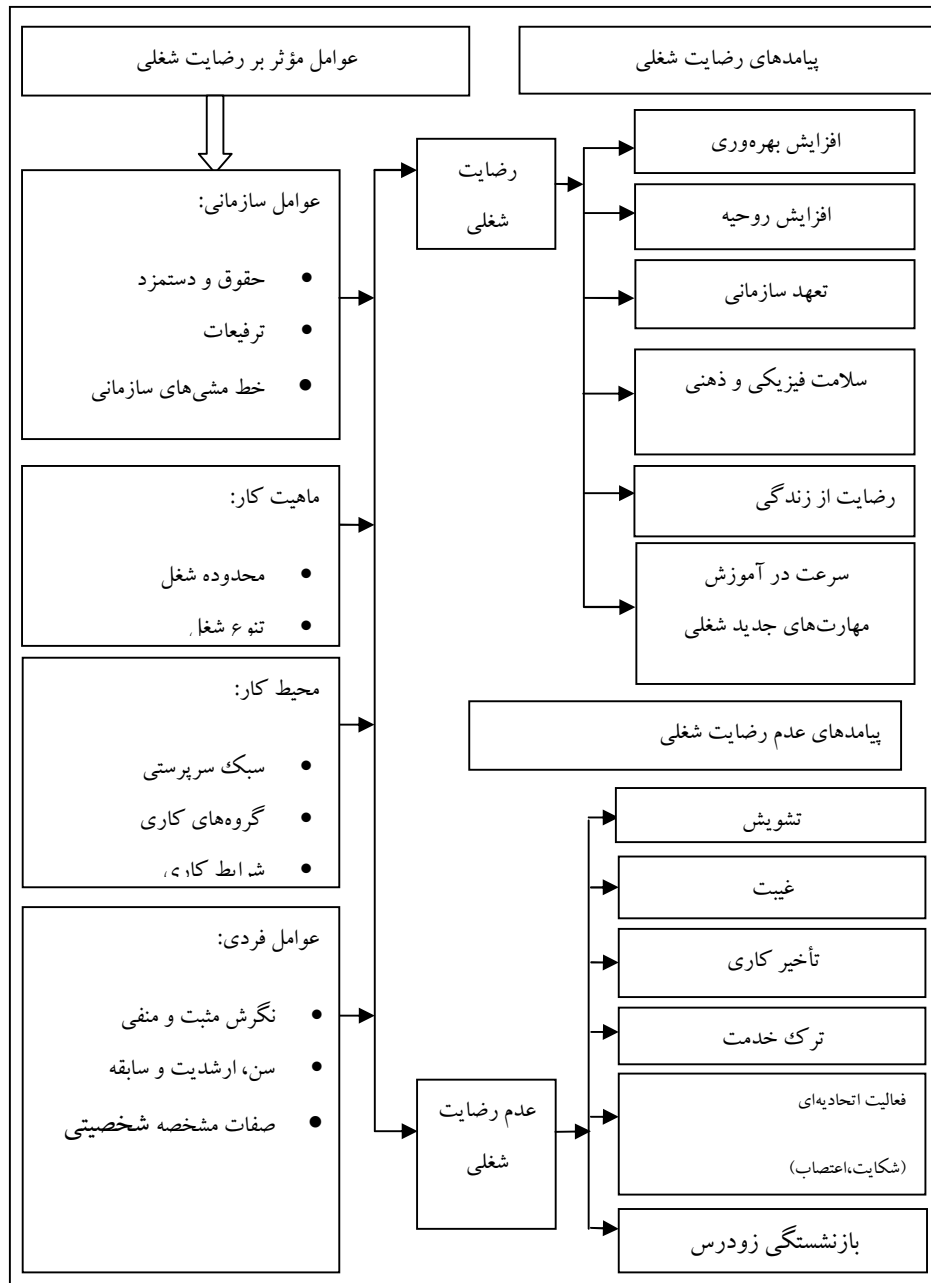 عوامل مؤثر بر رضایت شغلی
عوامل سازمانی:
• حقوق و دستمزد
• ترفیعات
• خط مشی‌های سازمانی
ماهیت کار:
• محدوده شغل
• تنوع شغل
محیط کار:
• سبک سرپرستی
• گروه‌های کاری
• شرایط کاری
عوامل فردی:
• نگرش مثبت و منفی
• سن، ارشدیت و سابقه
• صفات مشخصه شخصیتی
رضایت
شغلی
عدم رضایت
شغلی
پیامدهای رضایت شغلی
افزایش بهره‌وری
افزایش روحیه
تعهد سازمانی
سلامت فیزیکی و ذهنی
رضایت از زندگی
سرعت در آموزش
مهارت‌های جدید شغلی
پیامدهای عدم رضایت شغلی
تشویش
غیبت
تأخیر کاری
ترک خدمت
فعالیت اتحادیه‌ای
(شکایت،اعتصاب)
بازنشستگی زودرس